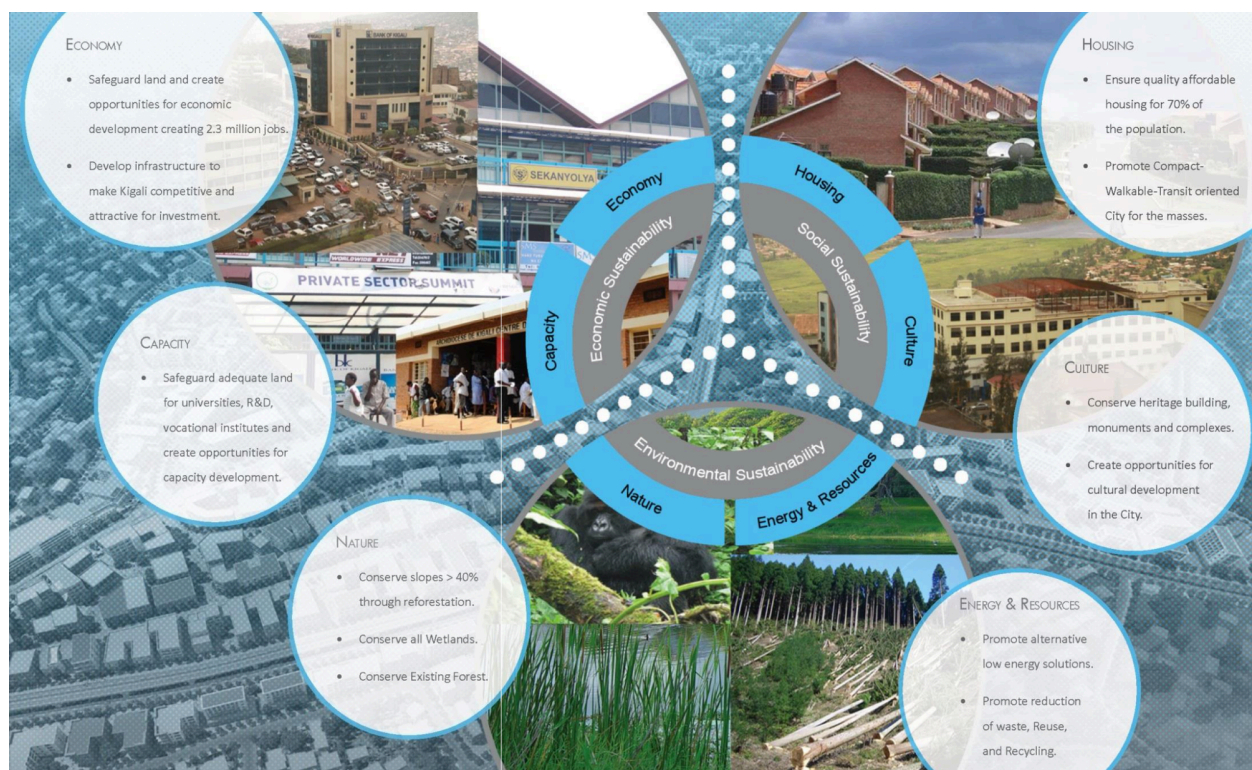 ECONOMY
• Safeguard land and create
opportunities for economic
development creating 2.3 million jobs.
• Develop infrastructure to
make Kigali competitive and
attractive for investment.
CAPACITY
• Safeguard adequate land
for universities, R&D,
vocational institutes and
create opportunities for
capacity development.
NATURE
• Conserve slopes > 40%
through reforestation.
• Conserve all Wetlands.
• Conserve Existing Forest.
BANK OF KIGALI
SEKANYOLYA
WORLDWIDE EXPRESS
PRIVATE SECTOR SUMMIT
ARCHDIOCESE DE KIGALI CENTRE D
Economy
Capacity
Economic Sustainability
Housing
Culture
Social Sustainability
Environmental Sustainability
Nature
Energy & Resources
HOUSING
• Ensure quality affordable
housing for 70% of
the population.
• Promote Compact-
Walkable-Transit oriented
City for the masses.
CULTURE
• Conserve heritage building,
monuments and complexes.
• Create opportunities for
cultural development
in the City.
ENERGY & RESOURCES
• Promote alternative
low energy solutions.
• Promote reduction
of waste, Reuse,
and Recycling.